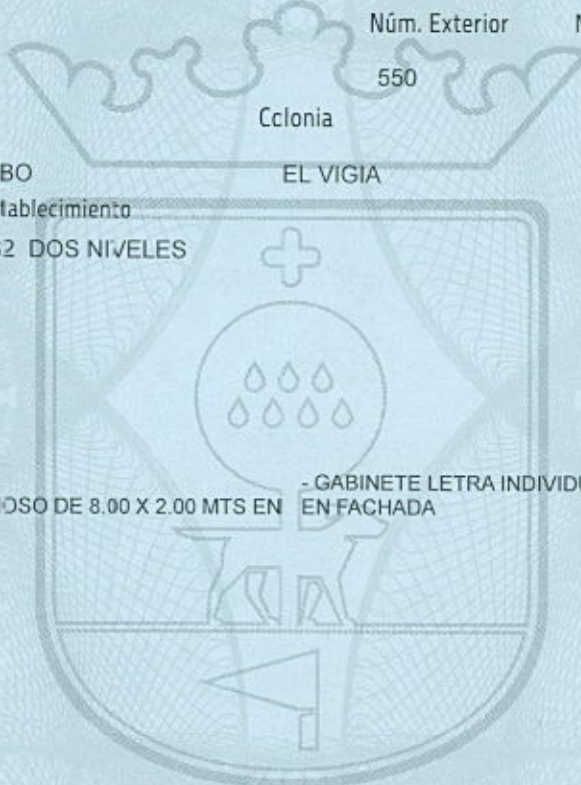 Núm. Exterior
550
Cclonia
BO EL VIGIA
tablecimiento
2 DOS NIVELES
- GABINETE LETRA INDIVIDU
OSO DE 8.00 X 2.00 MTS EN EN FACHADA